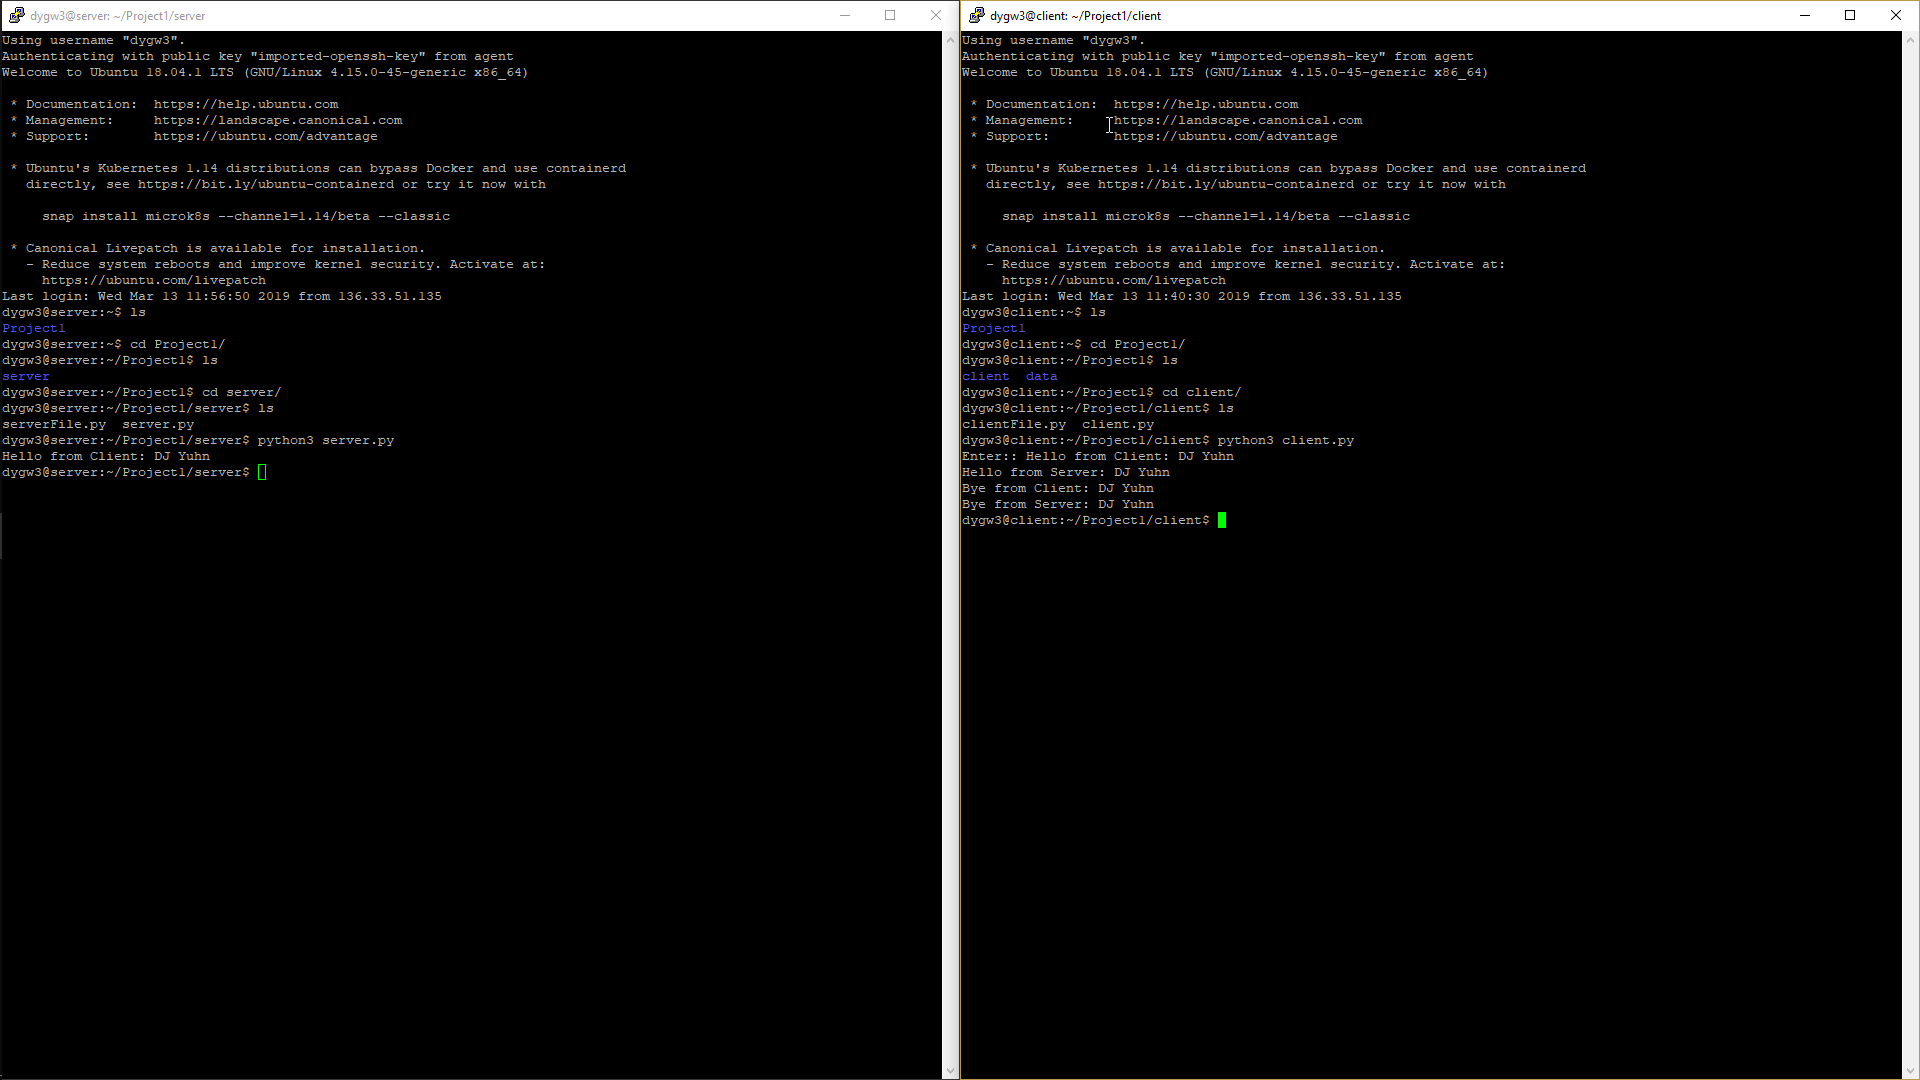 dygw3@server: ~/Project1/server
Using username "dygw3".
Authenticating with public key "imported-openssh-key" from agent
Welcome to Ubuntu 18.04.1 LTS (GNU/Linux 4.15.0-45-generic x86_64)
* Documentation:  https://help.ubuntu.com
* Management:     https://landscape.canonical.com
* Support:        https://ubuntu.com/advantage
* Ubuntu's Kubernetes 1.14 distributions can bypass Docker and use containerd
directly, see https://bit.ly/ubuntu-containerd or try it now with
snap install microk8s --channel=1.14/beta --classic
* Canonical Livepatch is available for installation.
- Reduce system reboots and improve kernel security. Activate at:
https://ubuntu.com/livepatch
Last login: Wed Mar 13 11:56:50 2019 from 136.33.51.135
dygw3@server:~$ ls
Project1
dygw3@server:~$ cd Project1/
dygw3@server:~/Project1$ ls
server
dygw3@server:~/Project1$ cd server/
dygw3@server:~/Project1/server$ ls
serverFile.py  server.py
dygw3@server:~/Project1/server$ python3 server.py
Hello from Client: DJ Yuhn
dygw3@server:~/Project1/server$
dygw3@client: ~/Project1/client
Using username "dygw3".
Authenticating with public key "imported-openssh-key" from agent
Welcome to Ubuntu 18.04.1 LTS (GNU/Linux 4.15.0-45-generic x86_64)
* Documentation:  https://help.ubuntu.com
* Management:     https://landscape.canonical.com
* Support:        https://ubuntu.com/advantage
* Ubuntu's Kubernetes 1.14 distributions can bypass Docker and use containerd
directly, see https://bit.ly/ubuntu-containerd or try it now with
snap install microk8s --channel=1.14/beta --classic
* Canonical Livepatch is available for installation.
- Reduce system reboots and improve kernel security. Activate at:
https://ubuntu.com/livepatch
Last login: Wed Mar 13 11:40:30 2019 from 136.33.51.135
dygw3@client:~$ ls
Project1
dygw3@client:~$ cd Project1/
dygw3@client:~/Project1$ ls
client  data
dygw3@client:~/Project1$ cd client/
dygw3@client:~/Project1/client$ ls
clientFile.py  client.py
dygw3@client:~/Project1/client$ python3 client.py
Enter:: Hello from Client: DJ Yuhn
Hello from Server: DJ Yuhn
Bye from Client: DJ Yuhn
Bye from Server: DJ Yuhn
dygw3@client:~/Project1/client$